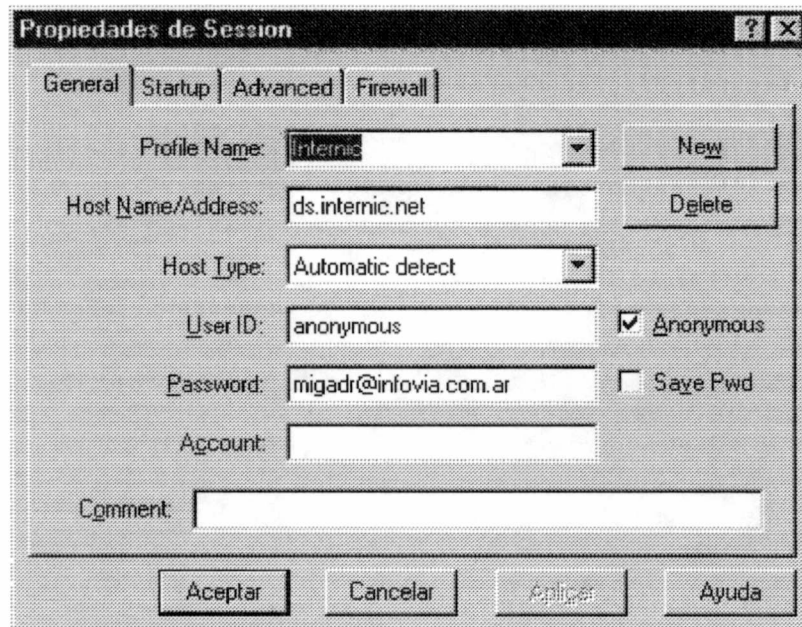 Propiedades de Session
General Startup Advanced Firewall
Profile Name: Internic New
Host Name/Address: ds.internic.net Delete
Host Type: Automatic detect
User ID: anonymous Anonymous
Password: migadr@infovia.com.ar Save Pwd
Account:
Comment:
Aceptar Cancelar Aplicar Ayuda